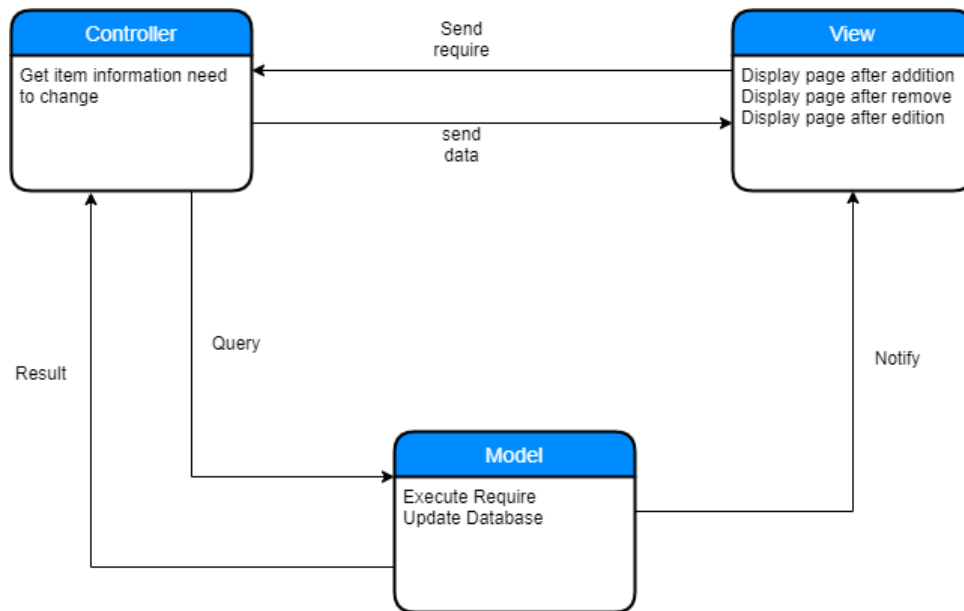 Controller
Get item information need
to change
Send
require
send
data
View
Display page after addition
Display page after remove
Display page after edition
Result
Query
Notify
Model
Execute Require
Update Database